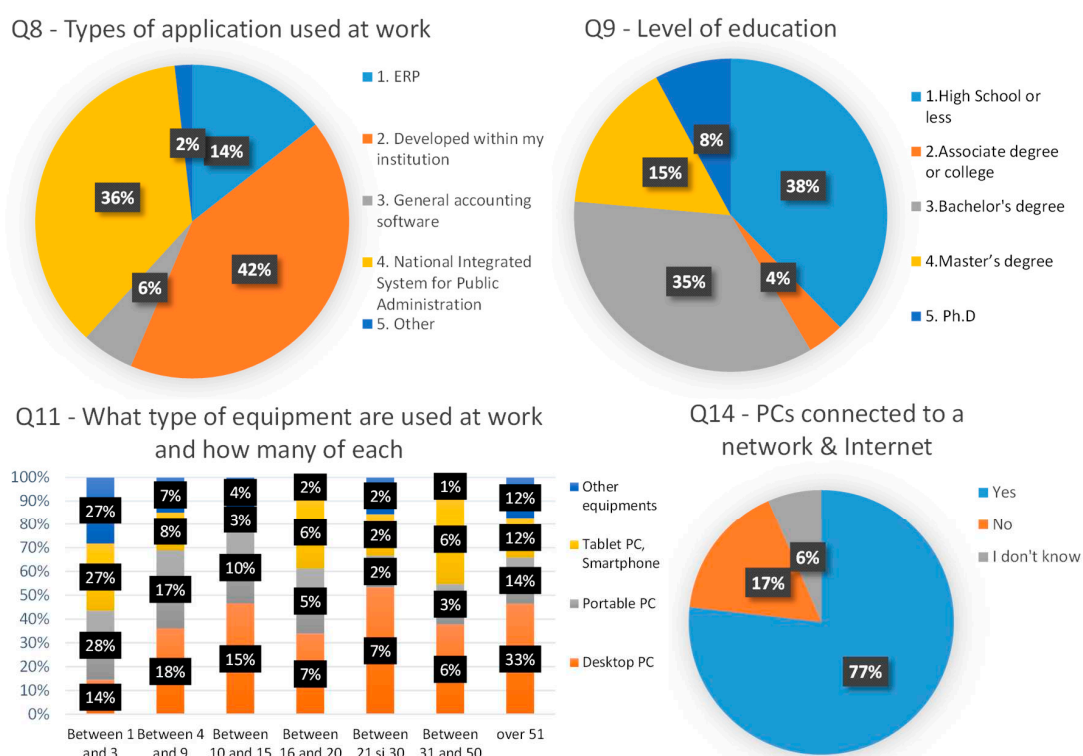 Q8 - Types of application used at work
1. ERP
2. Developed within my
institution
3. General accounting
software
4. National Integrated
System for Public
Administration
5. Other
2%
14%
36%
42%
6%
Q9 - Level of education
1.High School or
less
2.Associate degree
or college
3.Bachelor's degree
4.Master's degree
5. Ph.D
8%
15%
38%
35%
4%
Q11 - What type of equipment are used at work
and how many of each
100%
90%
80%
70%
60%
50%
40%
30%
20%
10%
0%
27%
27%
28%
14%
7%
8%
17%
18%
4%
3%
10%
15%
2%
6%
5%
7%
2%
2%
2%
7%
1%
6%
3%
6%
12%
12%
14%
33%
Between 1
and 3
Between 4
and 9
Between
10 and 15
Between
16 and 20
Between
21 si 30
Between
31 and 50
over 51
Other
equipments
Tablet PC,
Smartphone
Portable PC
Desktop PC
Q14 - PCs connected to a
network & Internet
Yes
No
I don't know
6%
17%
77%